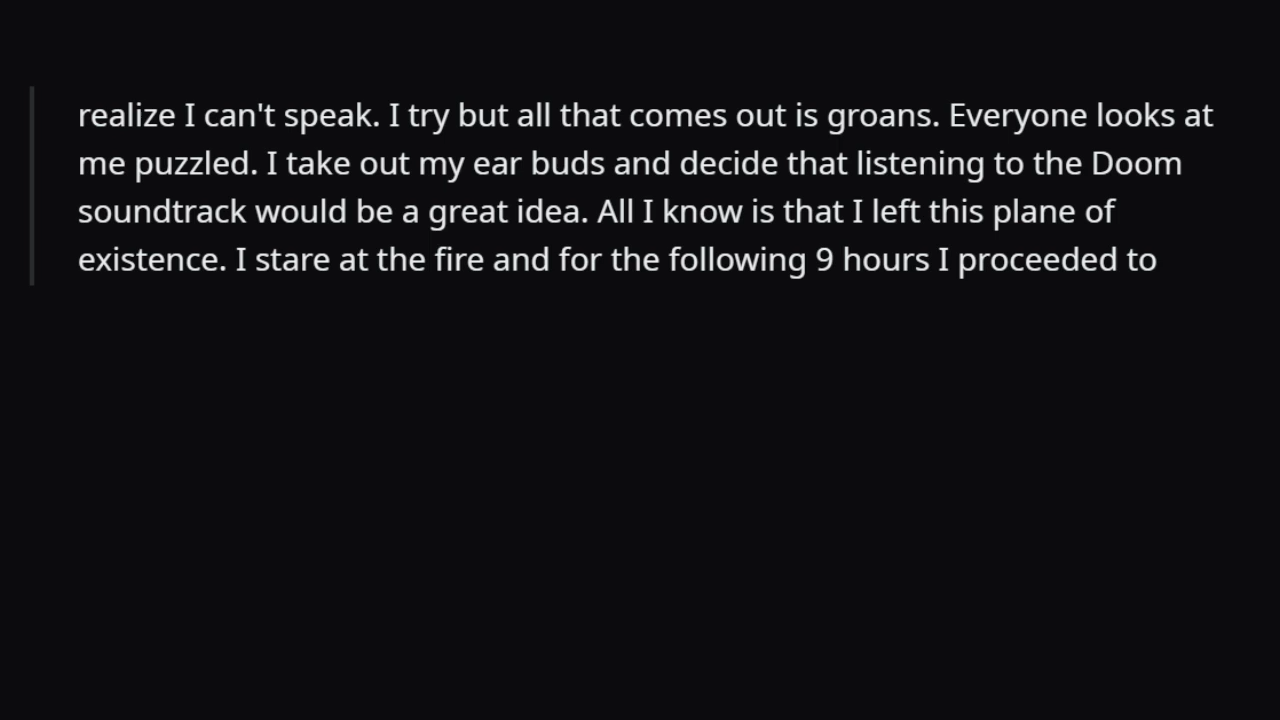 realize I can't speak. I try but all that comes out is groans. Everyone looks at
me puzzled. I take out my ear buds and decide that listening to the Doom
soundtrack would be a great idea. All I know is that I left this plane of
existence. I stare at the fire and for the following 9 hours I proceeded to